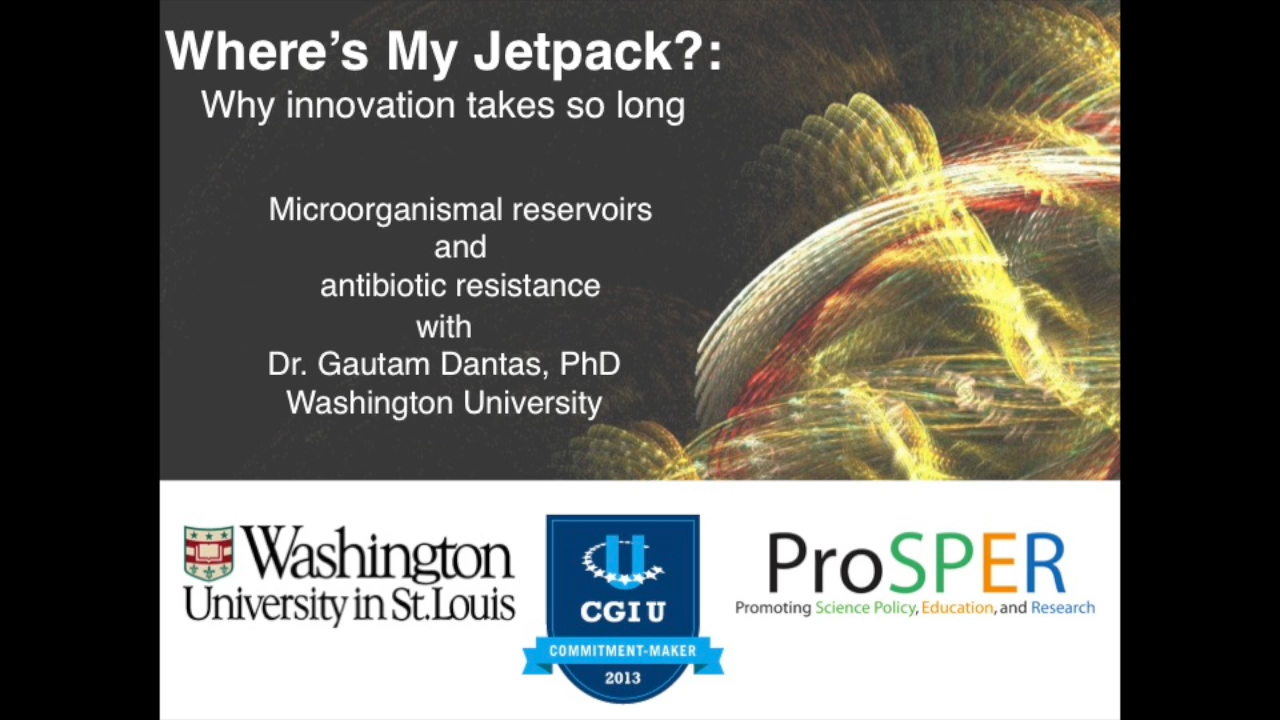 Where's My Jetpack?:
Why innovation takes so long
Microorganismal reservoirs
and
antibiotic resistance
with
Dr. Gautam Dantas, PhD
Washington University
Washington
University in St. Louis
CGI U
COMMITMENT-MAKER
2013
ProSPER
Promoting Science Policy, Education, and Research